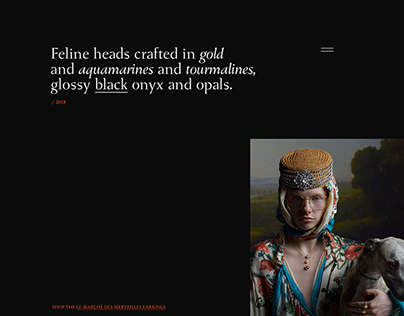 Feline heads crafted in gold
and aquamarines and tourmalines,
glossy black onyx and opals.
/ 2018
SHOP THE LE MARCHÉ DES MERVEILLES EARRINGS